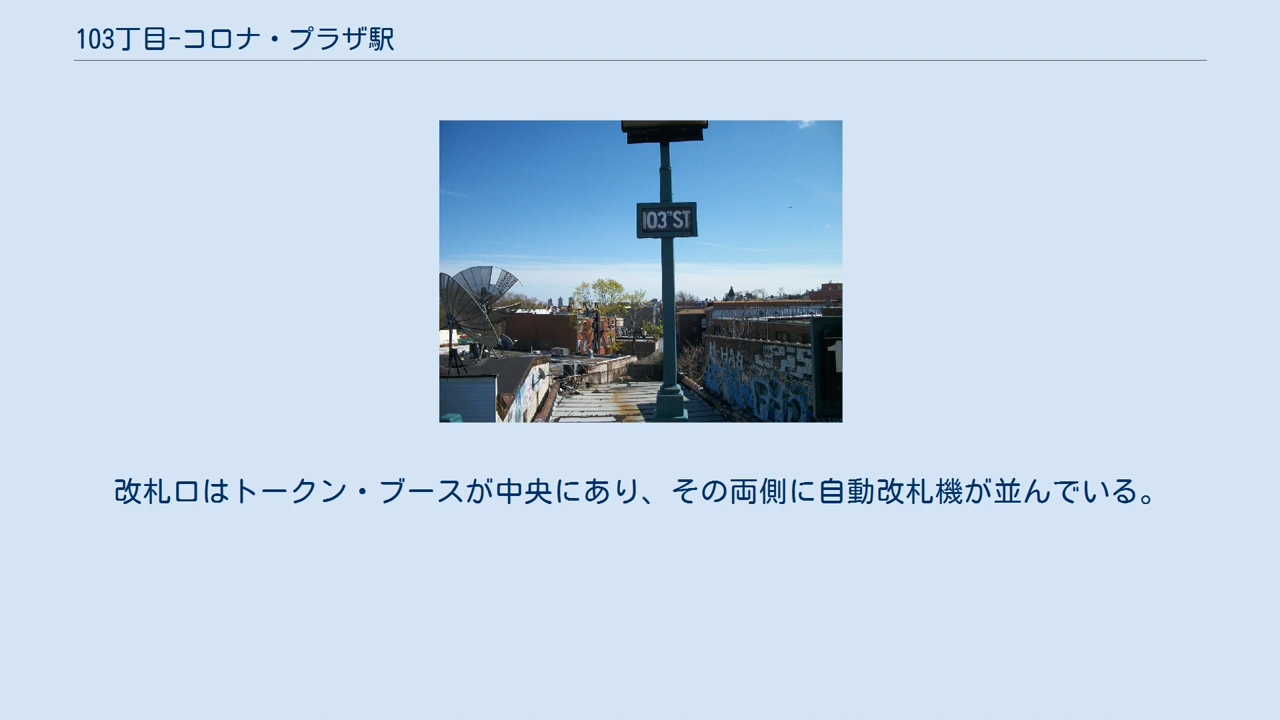 103丁目-コロナ・プラザ駅
103RD ST
改札口はトークン・ブースが中央にあり、その両側に自動改札機が並んでいる。